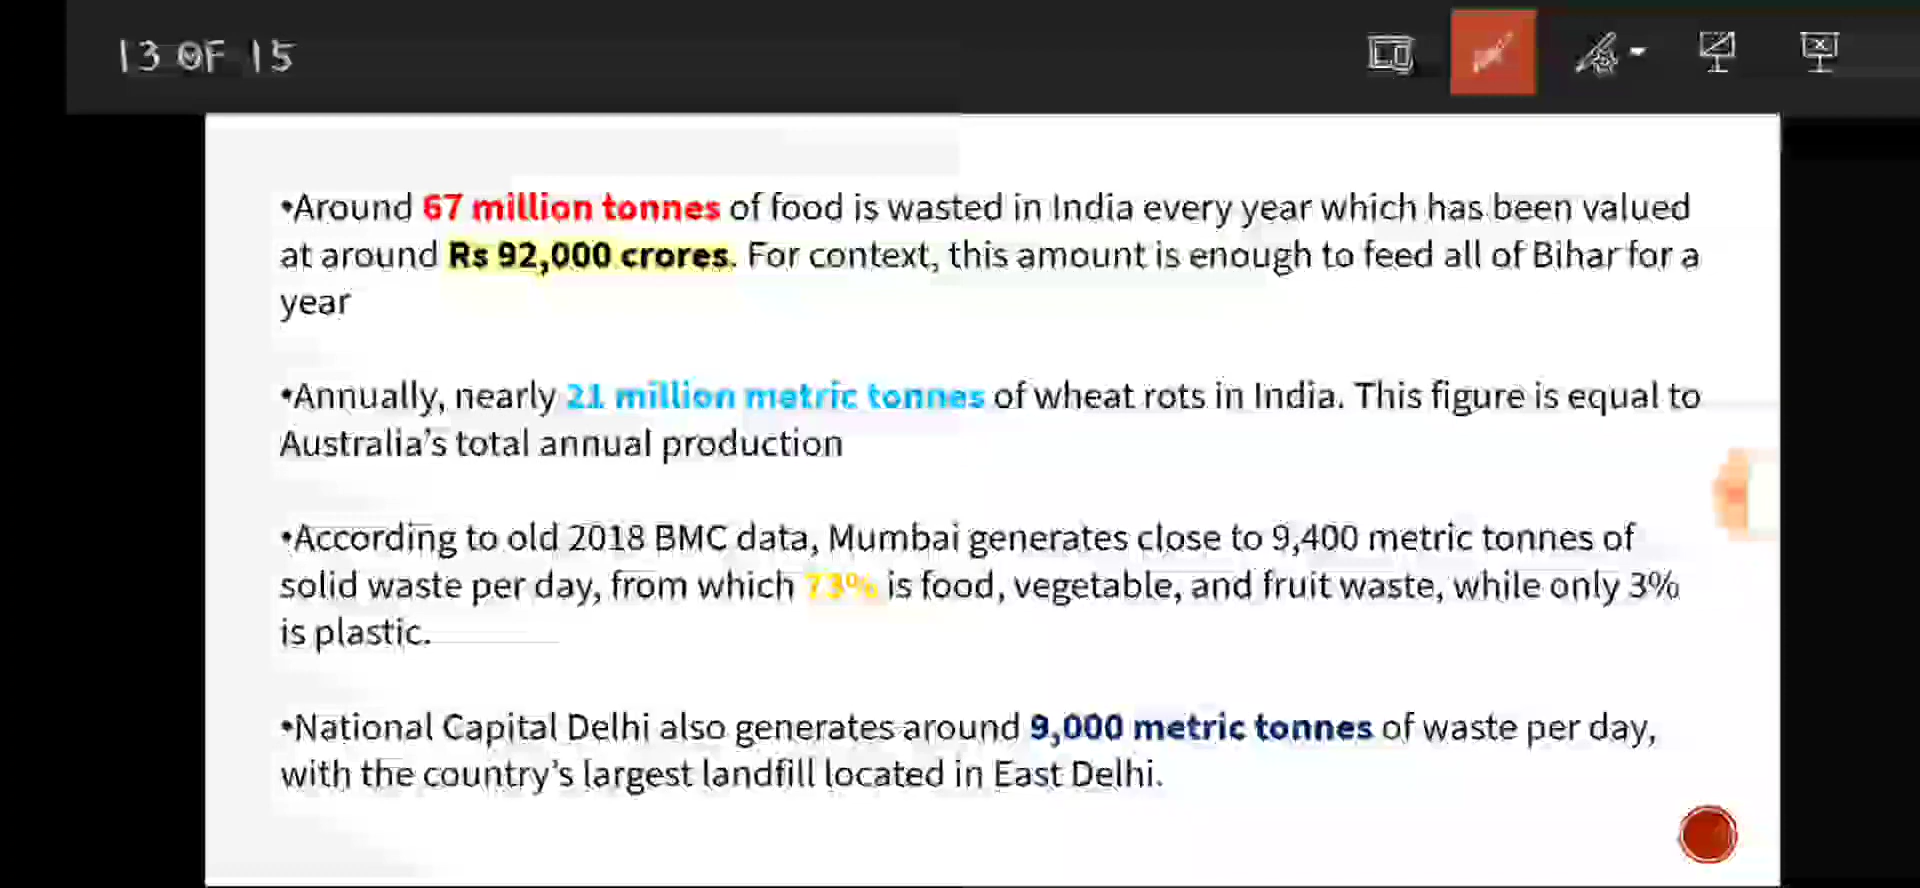 13 OF 15
•Around 67 million tonnes of food is wasted in India every year which has been valued
at around Rs 92,000 crores. For context, this amount is enough to feed all of Bihar for a
year
•Annually, nearly 21 million metric tonnes of wheat rots in India. This figure is equal to
Australia's total annual production
•According to old 2018 BMC data, Mumbai generates close to 9,400 metric tonnes of
solid waste per day, from which 73% is food, vegetable, and fruit waste, while only 3%
is plastic.
•National Capital Delhi also generates around 9,000 metric tonnes of waste per day,
with the country's largest landfill located in East Delhi.